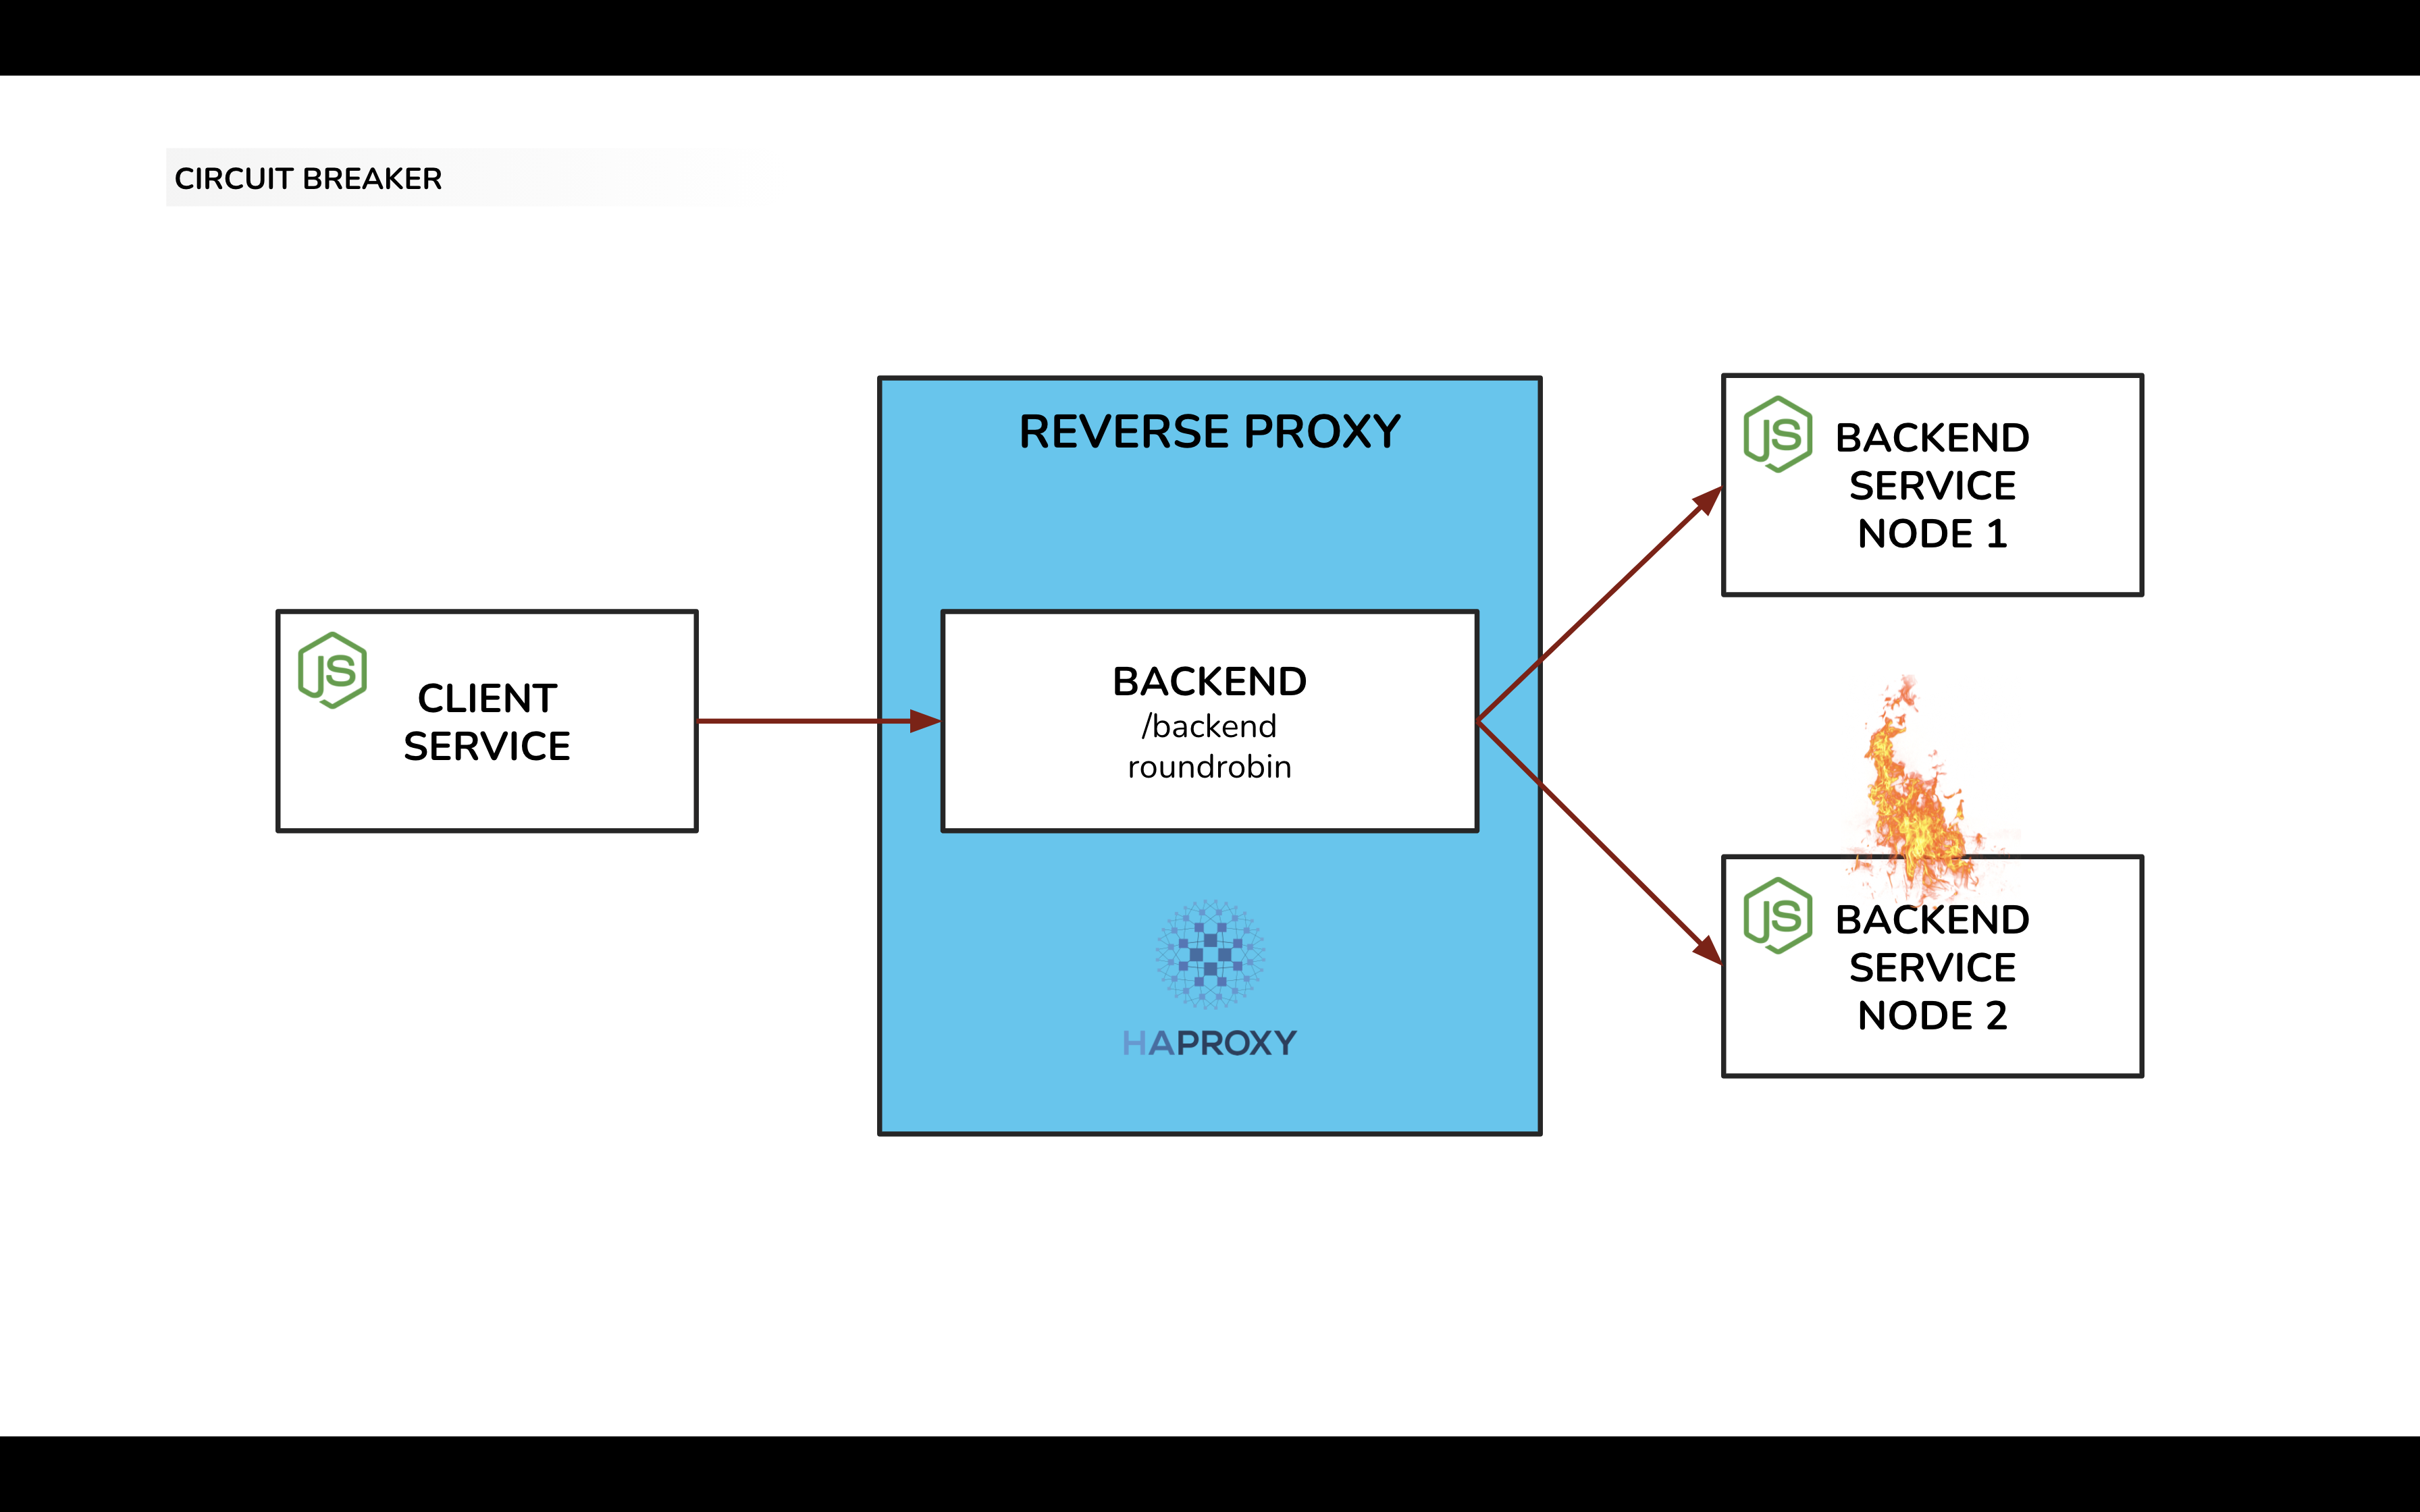 CIRCUIT BREAKER
REVERSE PROXY
JS
CLIENT
SERVICE
BACKEND
/backend
roundrobin
HAPROXY
JS
BACKEND
SERVICE
NODE 1
JS
BACKEND
SERVICE
NODE 2